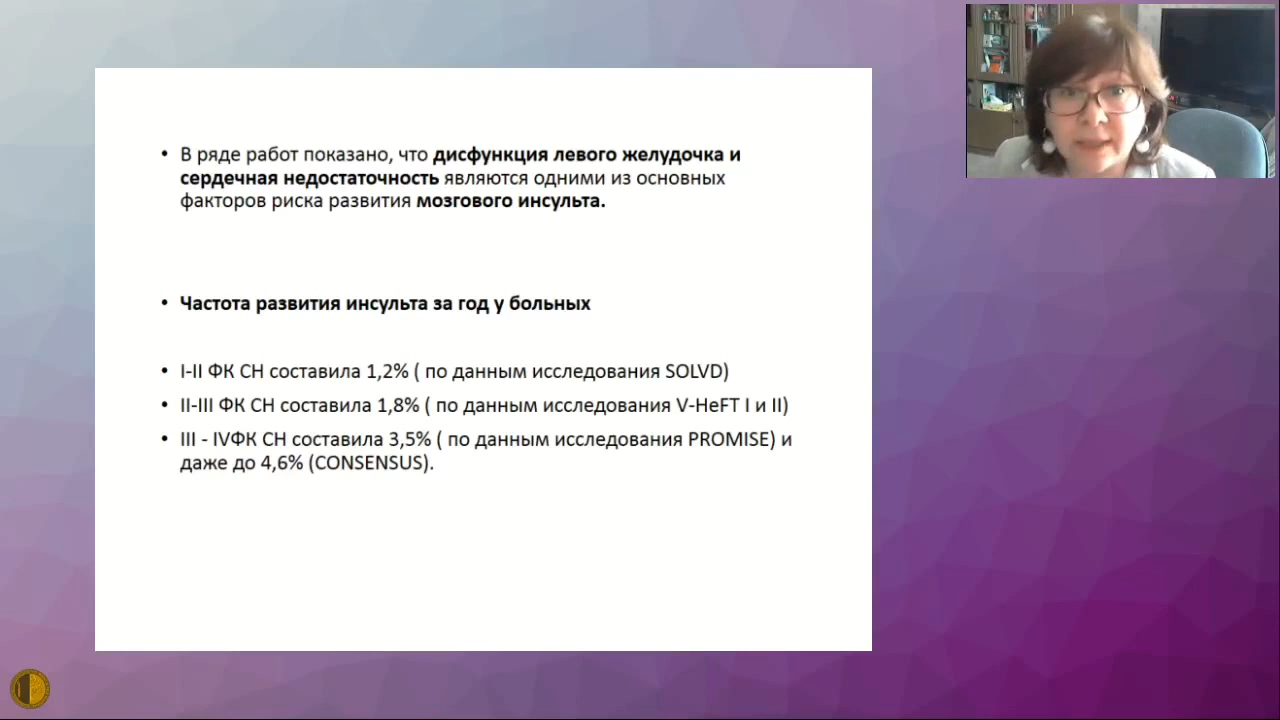 • В ряде работ показано, что дисфункция левого желудочка и
сердечная недостаточность являются одними из основных
факторов риска развития мозгового инсульта.
• Частота развития инсульта за год у больных
• I-II ФК СН составила 1,2% ( по данным исследования SOLVD)
• II-III ФК СН составила 1,8% ( по данным исследования V-HeFT I и II)
• III - IVФК СН составила 3,5% ( по данным исследования PROMISE) и
даже до 4,6% (CONSENSUS).